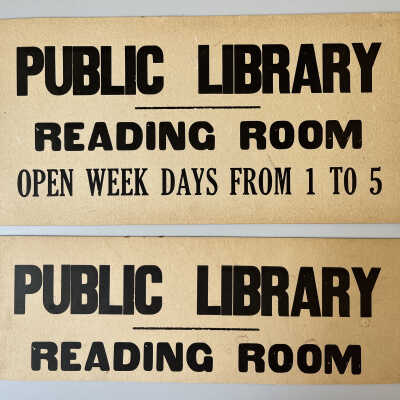 PUBLIC LIBRARY
READING ROOM
OPEN WEEK DAYS FROM 1 TO 5
PUBLIC LIBRARY
READING ROOM